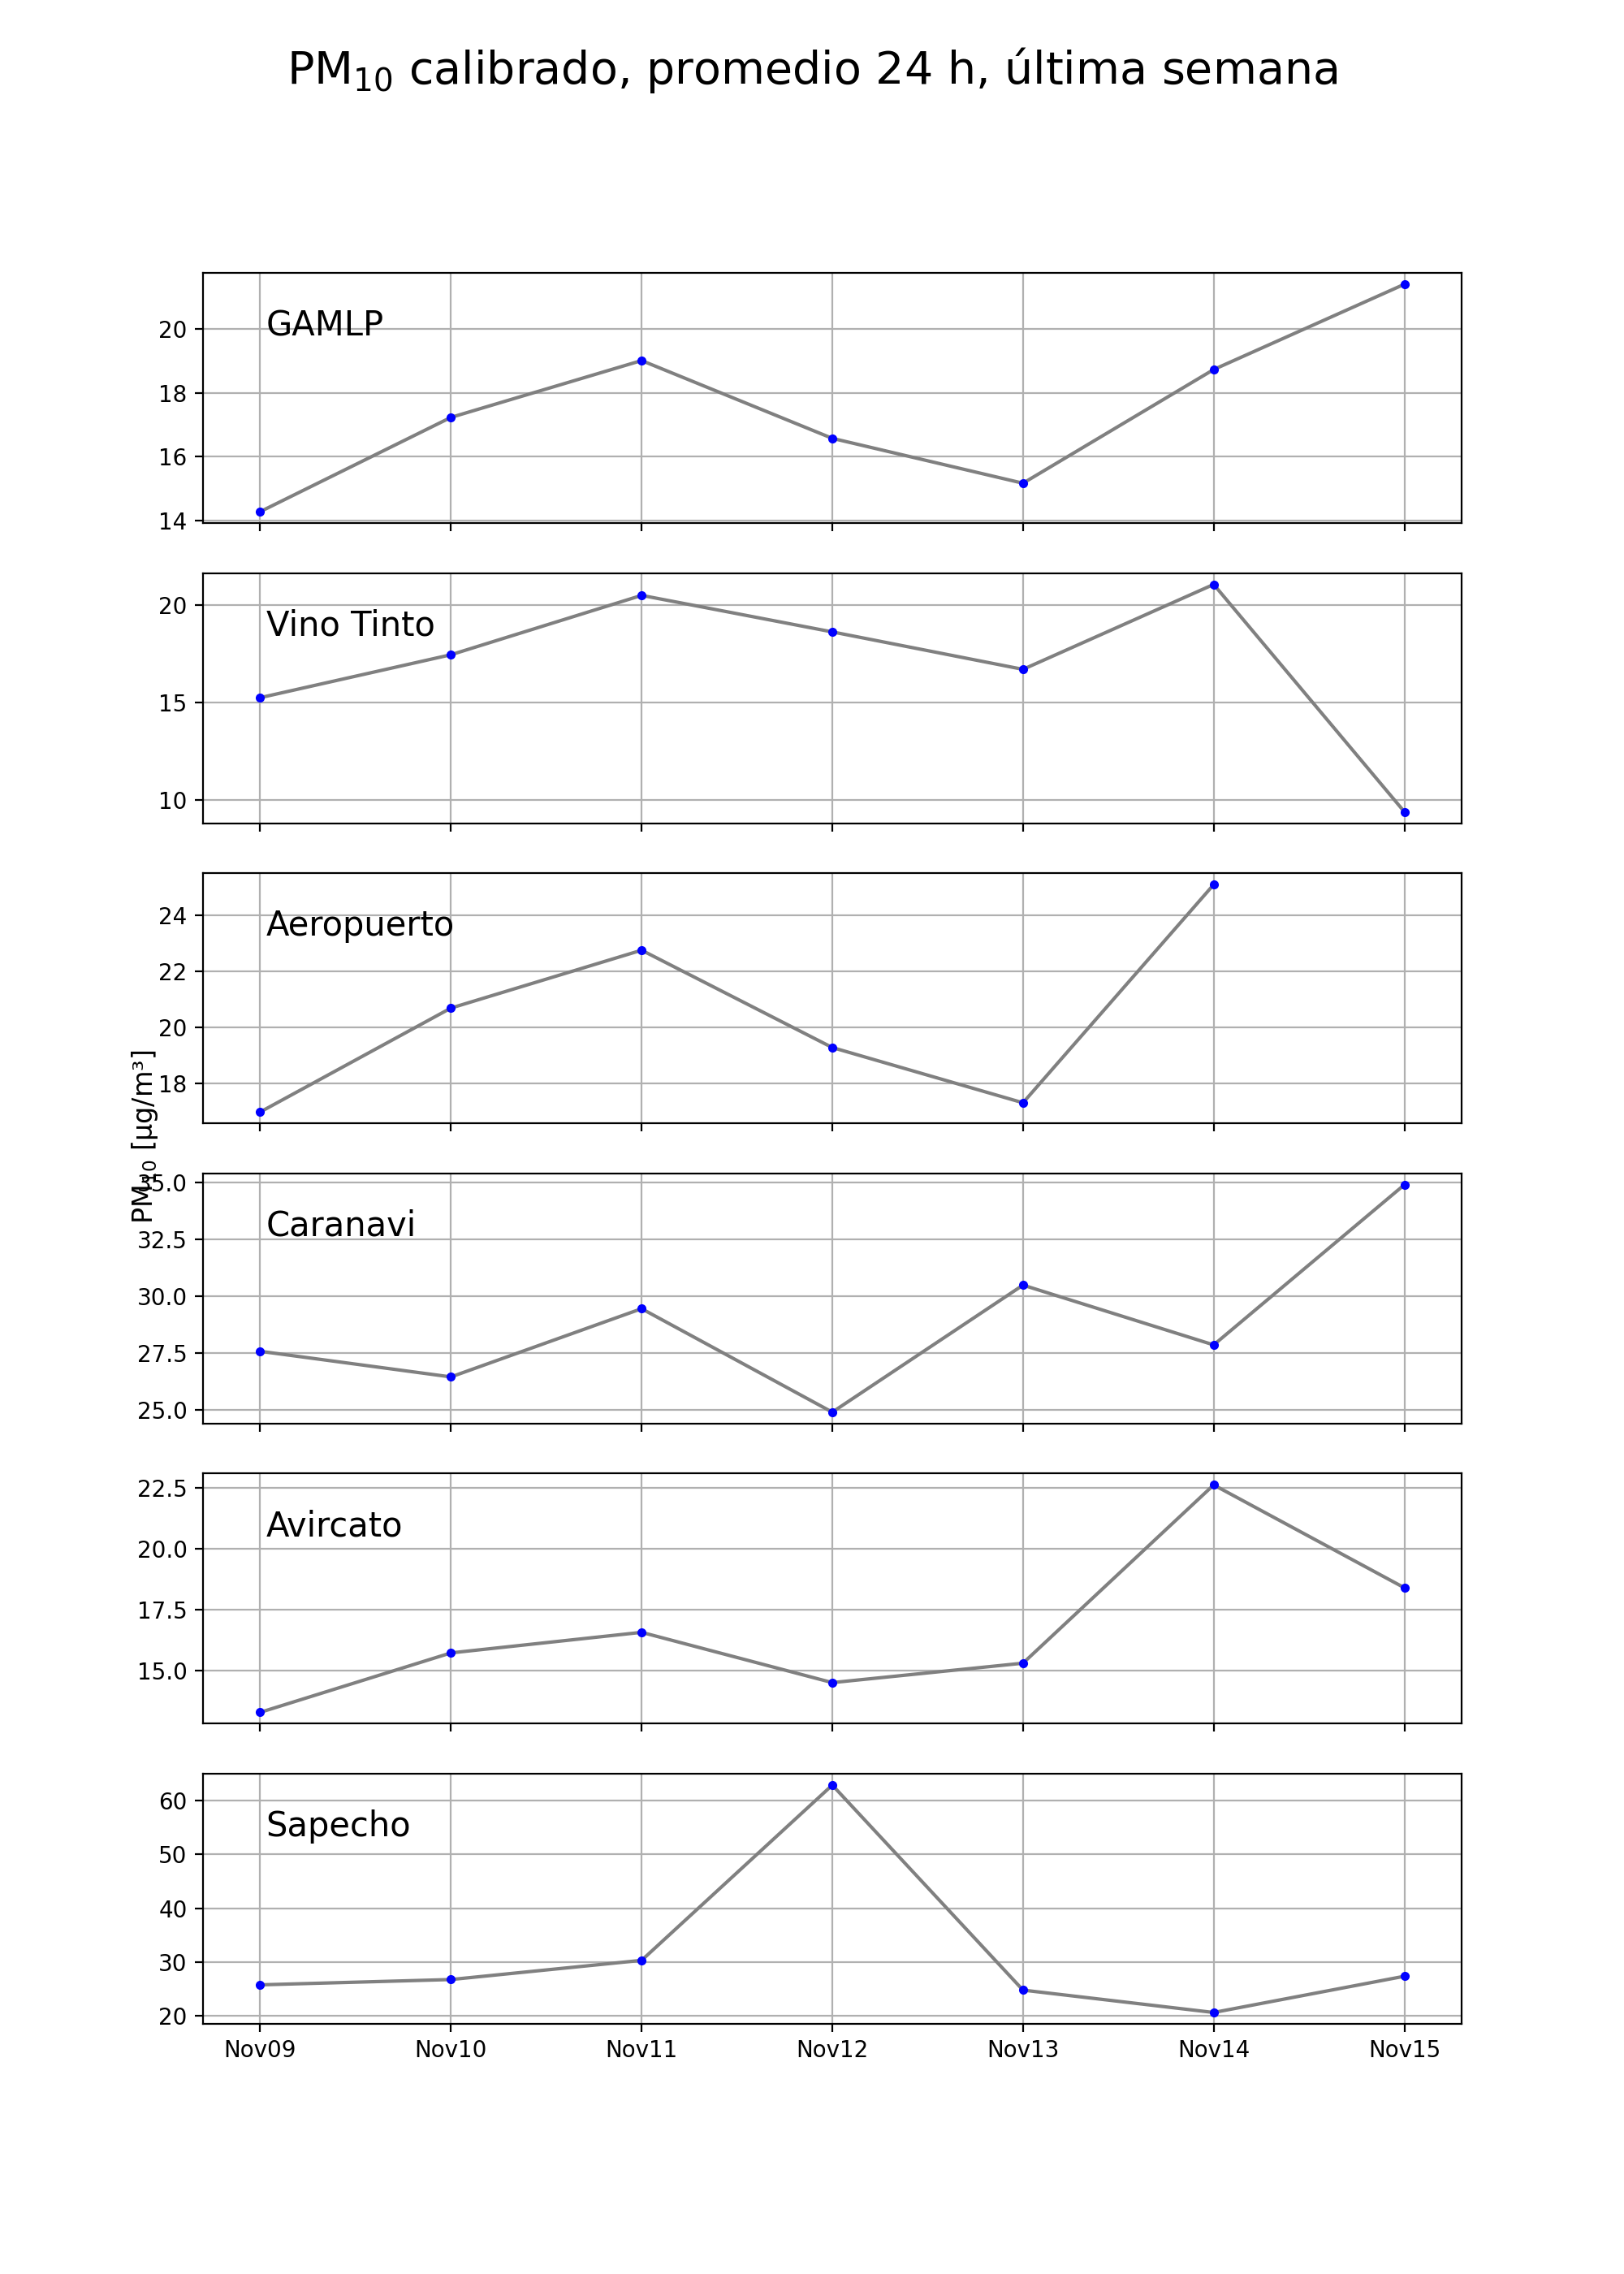 PM₁₀ calibrado, promedio 24 h, última semana
GAMLP
20
18
16
14
Vino Tinto
20
15
10
Aeropuerto
24
22
20
18
PM₁₀ [µg/m³]
Caranavi
35.0
32.5
30.0
27.5
25.0
Avircato
22.5
20.0
17.5
15.0
Sapecho
60
50
40
30
20
Nov09 Nov10 Nov11 Nov12 Nov13 Nov14 Nov15